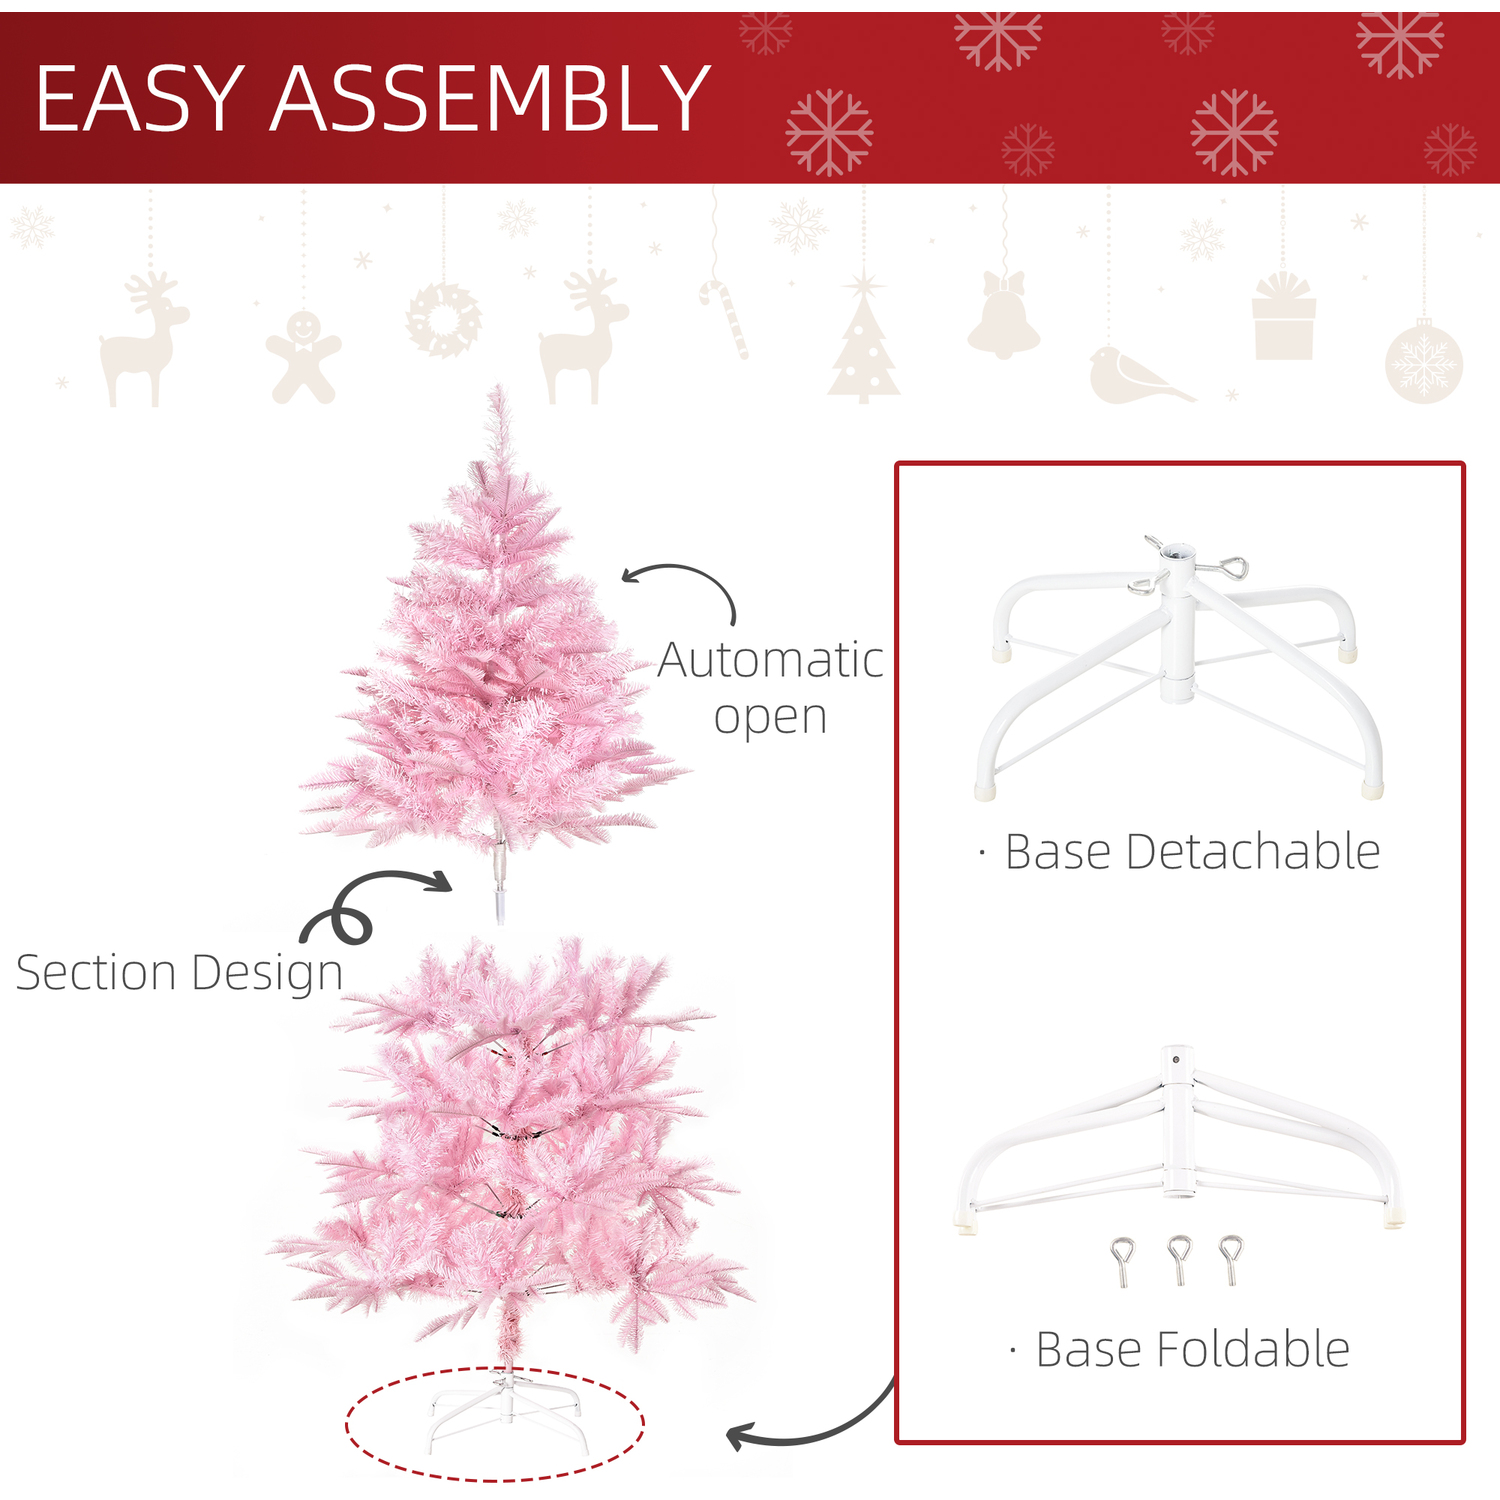 EASY ASSEMBLY
Automatic
open
Section Design
· Base Detachable
· Base Foldable